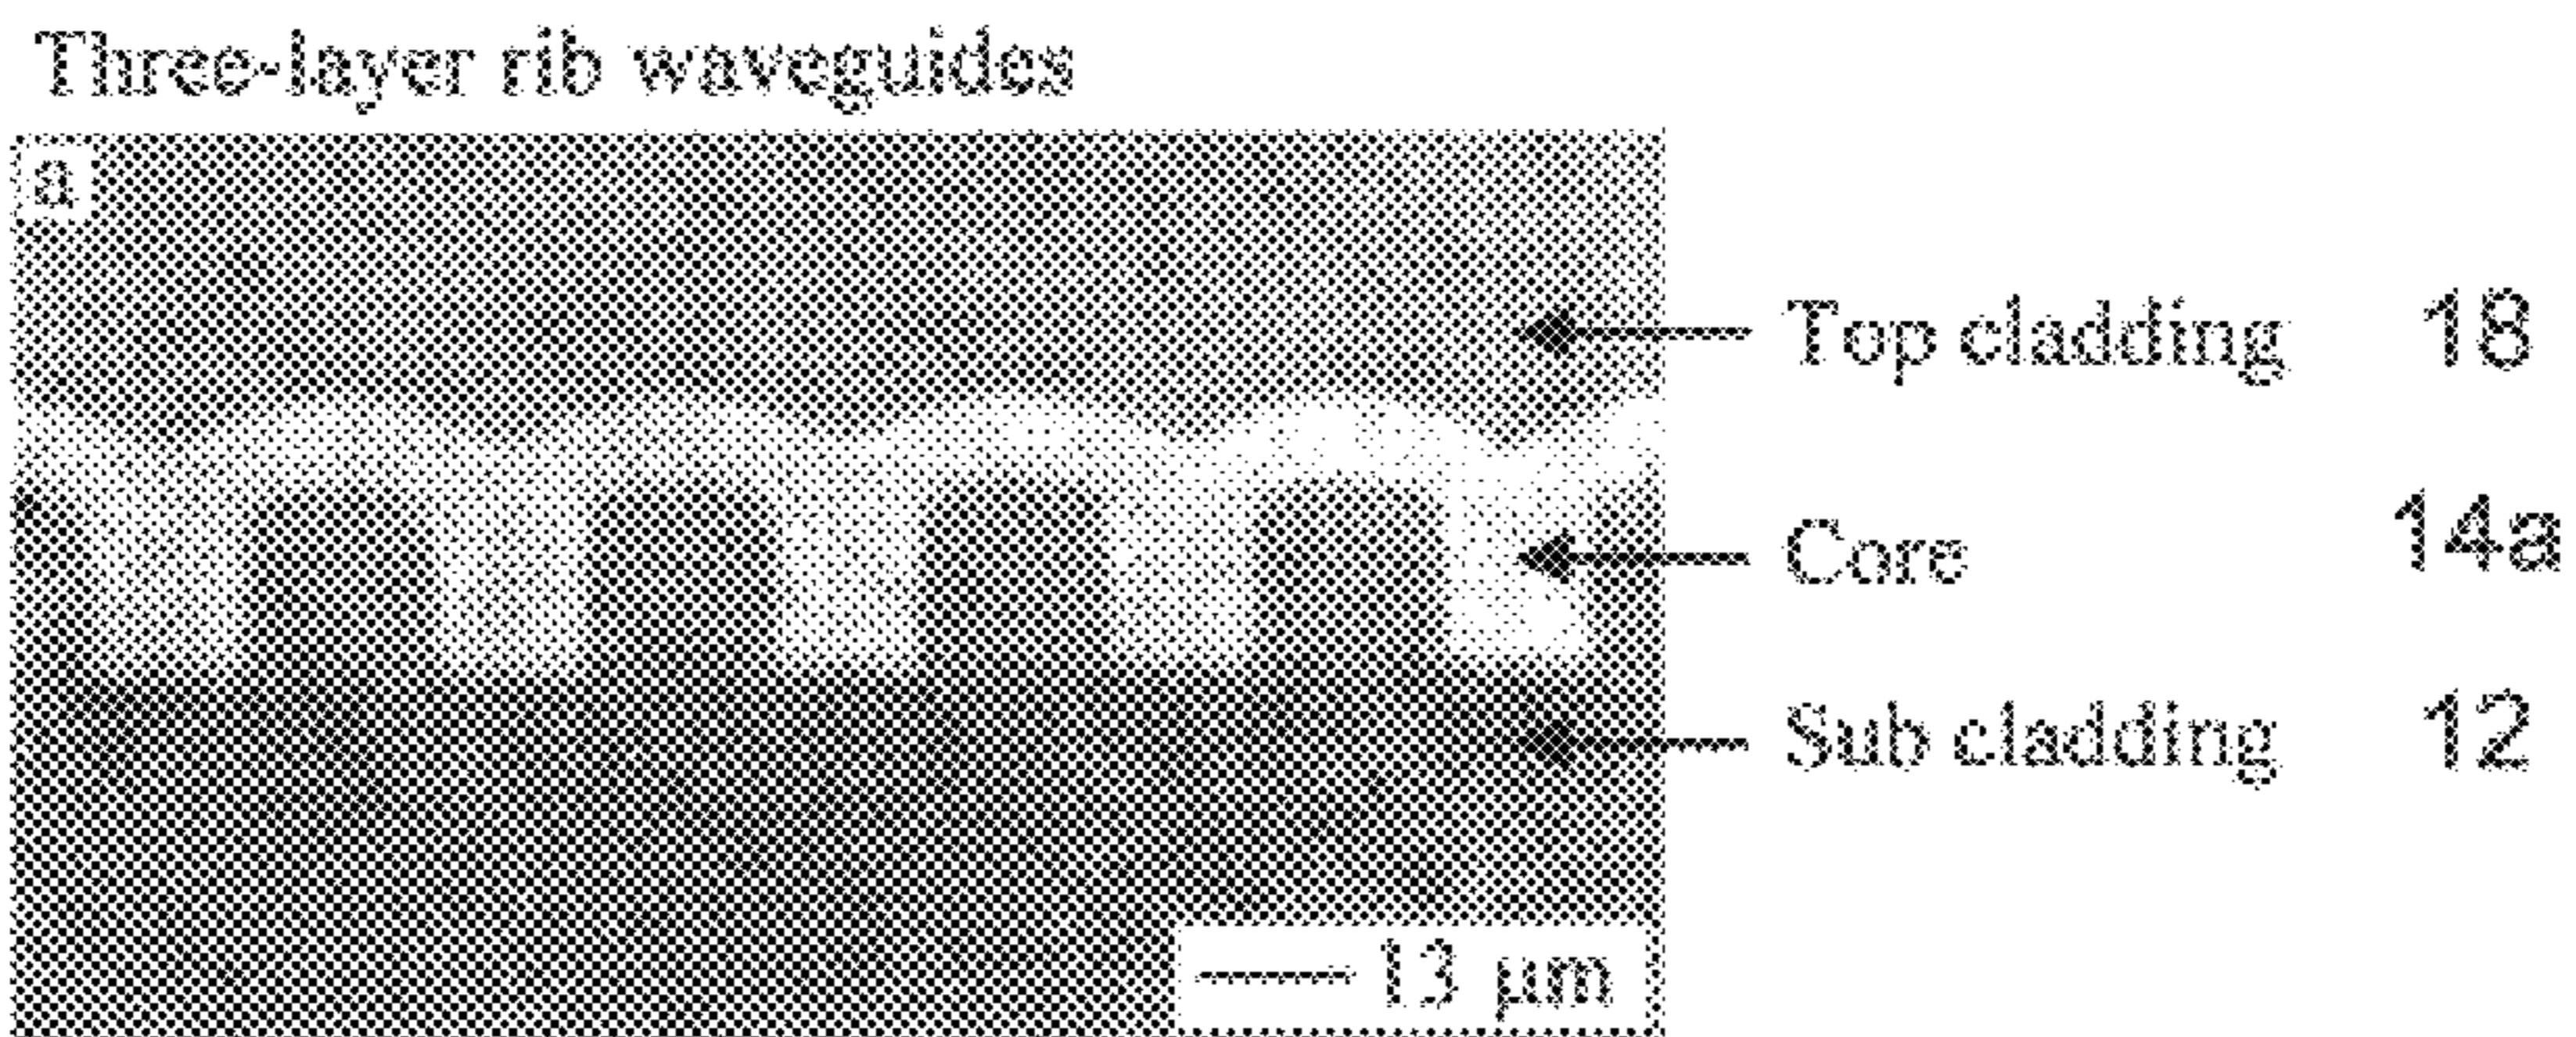 Three-layer rib waveguides
a
Top cladding 18
Core 14a
Sub cladding 12
13 µm